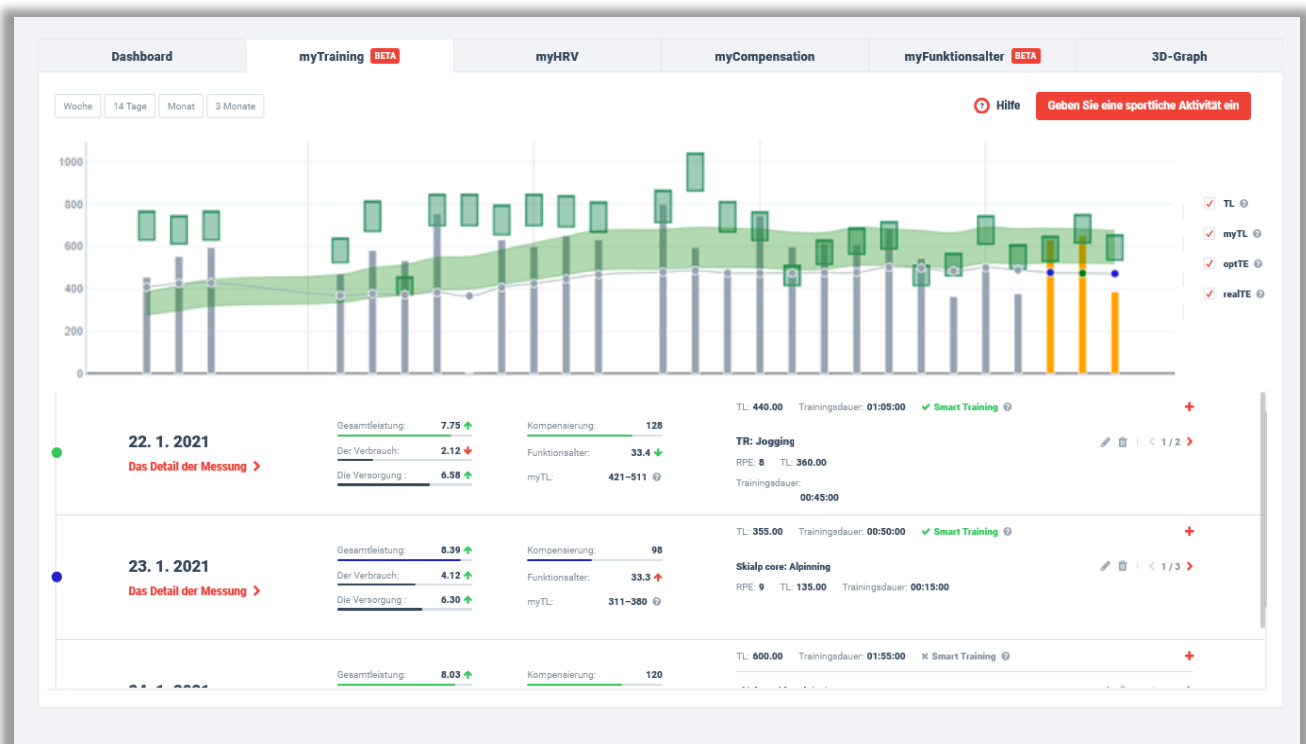 Dashboard myTraining BETA myHRV myCompensation myFunktionsalter BETA 3D-Graph
Woche 14 Tage Monat 3 Monate Hilfe Geben Sie eine sportliche Aktivität ein
1000
800
600
400
200
0
TL
myTL
optTE
realTE
22. 1. 2021
Das Detail der Messung
Gesamtleistung: 7.75
Der Verbrauch: 2.12
Die Versorgung : 6.58
Kompensierung: 128
Funktionsalter: 33.4
myTL: 421–511
TL: 440.00 Trainingsdauer: 01:05:00 Smart Training
TR: Jogging 1 / 2
RPE: 8 TL: 360.00
Trainingsdauer:
00:45:00
23. 1. 2021
Das Detail der Messung
Gesamtleistung: 8.39
Der Verbrauch: 4.12
Die Versorgung : 6.30
Kompensierung: 98
Funktionsalter: 33.3
myTL: 311–380
TL: 355.00 Trainingsdauer: 00:50:00 Smart Training
Skialp core: Alpinning 1 / 3
RPE: 9 TL: 135.00 Trainingsdauer: 00:15:00
Gesamtleistung: 8.03
Kompensierung: 120
TL: 600.00 Trainingsdauer: 01:55:00 Smart Training